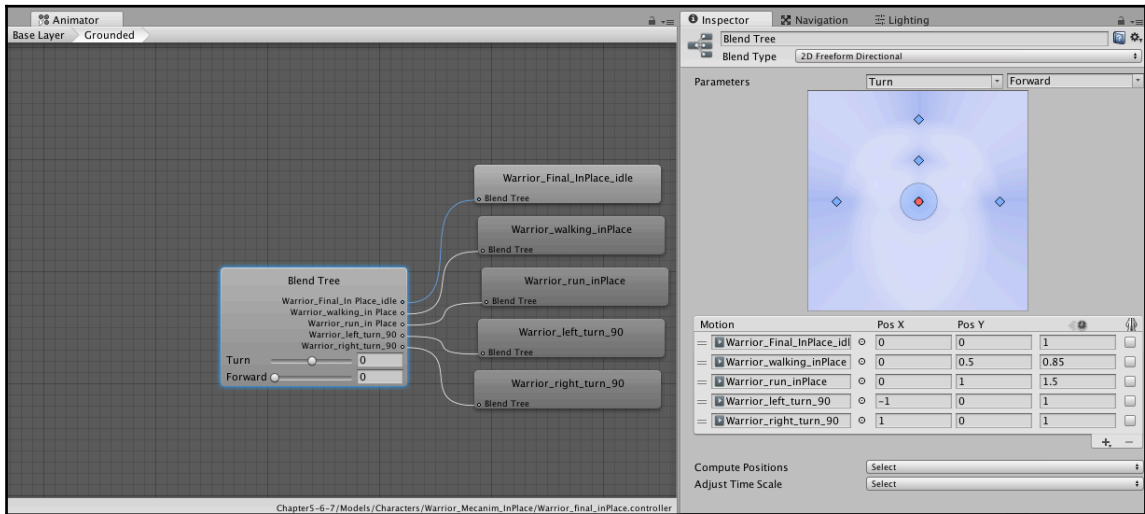 Animator
Base Layer Grounded
Warrior_Final_InPlace_idle
Blend Tree
Warrior_walking_inPlace
Blend Tree
Warrior_run_inPlace
Blend Tree
Warrior_left_turn_90
Blend Tree
Warrior_right_turn_90
Blend Tree
Blend Tree
Warrior_Final_In Place_idle
Warrior_walking_in Place
Warrior_run_in Place
Warrior_left_turn_90
Warrior_right_turn_90
Turn 0
Forward 0
Chapter5-6-7/Models/Characters/Warrior_Mecanim_InPlace/Warrior_final_inPlace.controller
Inspector Navigation Lighting
Blend Tree
Blend Type 2D Freeform Directional
Parameters Turn Forward
Motion Pos X Pos Y
Warrior_Final_InPlace_idl 0 0 1
Warrior_walking_inPlace 0 0.5 0.85
Warrior_run_inPlace 0 1 1.5
Warrior_left_turn_90 -1 0 1
Warrior_right_turn_90 1 0 1
Compute Positions Select
Adjust Time Scale Select